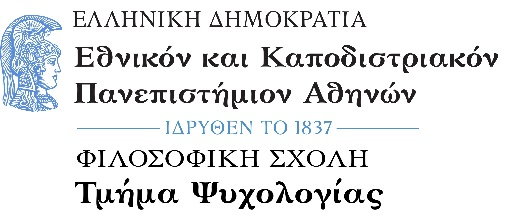 ΕΛΛΗΝΙΚΗ ΔΗΜΟΚΡΑΤΙΑ
Εθνικόν και Καποδιστριακόν
Πανεπιστήμιον Αθηνών
ΙΔΡΥΘΕΝ ΤΟ 1837
ΦΙΛΟΣΟΦΙΚΗ ΣΧΟΛΗ
Τμήμα Ψυχολογίας